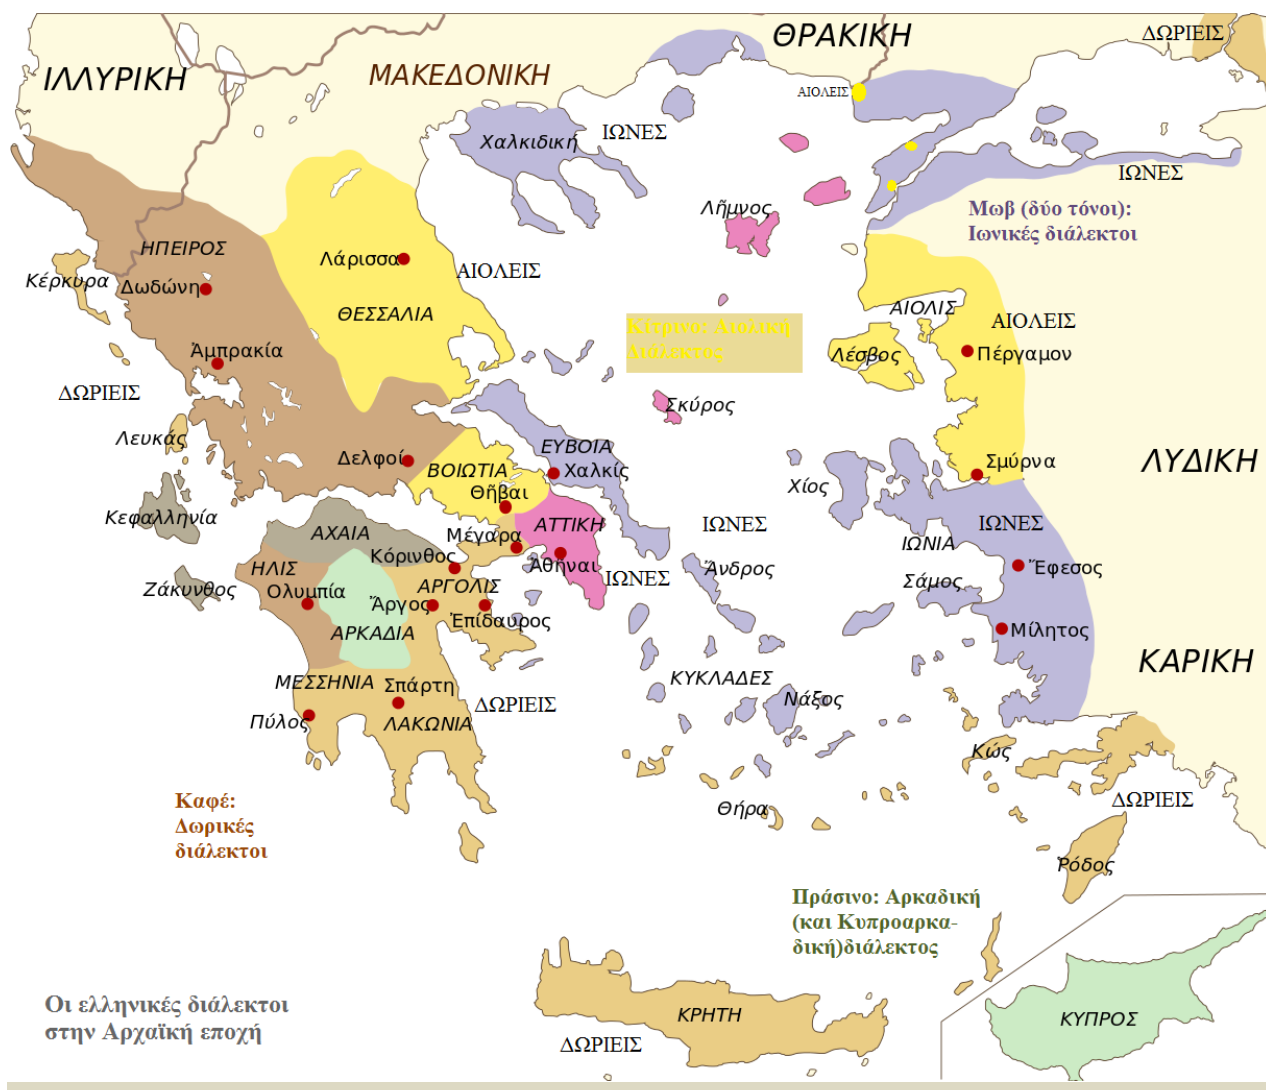 ΘΡΑΚΙΚΗ
ΔΩΡΙΕΙΣ
ΙΛΛΥΡΙΚΗ
ΜΑΚΕΔΟΝΙΚΗ
ΑΙΟΛΕΙΣ
Χαλκιδική
ΙΩΝΕΣ
ΙΩΝΕΣ
Λῆμνος
Μωβ (δύο τόνοι):
Ιωνικές διάλεκτοι
ΗΠΕΙΡΟΣ
Λάρισσα
ΑΙΟΛΕΙΣ
Κέρκυρα
Δωδώνη
ΘΕΣΣΑΛΙΑ
ΑΙΟΛΙΣ
ΑΙΟΛΕΙΣ
Κίτρινο: Αιολική
Διάλεκτος
Λέσβος
Πέργαμον
Ἀμπρακία
ΔΩΡΙΕΙΣ
Σκύρος
Λευκάς
Δελφοί
ΒΟΙΩΤΙΑ
ΕΥΒΟΙΑ
Χαλκίς
Σμύρνα
ΛΥΔΙΚΗ
Θῆβαι
Χίος
Κεφαλληνία
ΑΧΑΙΑ
Μέγαρα
ΑΤΤΙΚΗ
ΙΩΝΕΣ
ΙΩΝΕΣ
ΙΩΝΙΑ
Κόρινθος
Ἀθῆναι
ΗΛΙΣ
Ζάκυνθος
Ολυμπία
ΑΡΓΟΛΙΣ
ΙΩΝΕΣ
Ἄνδρος
Σάμος
Ἔφεσος
Ἄργος
Ἐπίδαυρος
ΑΡΚΑΔΙΑ
Μίλητος
ΚΑΡΙΚΗ
ΜΕΣΣΗΝΙΑ
Σπάρτη
ΚΥΚΛΑΔΕΣ
Πύλος
ΛΑΚΩΝΙΑ
ΔΩΡΙΕΙΣ
Νάξος
Κώς
Καφέ:
Δωρικές
διάλεκτοι
Θήρα
ΔΩΡΙΕΙΣ
Ῥόδος
Πράσινο: Αρκαδική
(και Κυπροαρκα-
δική)διάλεκτος
Οι ελληνικές διάλεκτοι
στην Αρχαϊκή εποχή
ΚΡΗΤΗ
ΔΩΡΙΕΙΣ
ΚΥΠΡΟΣ